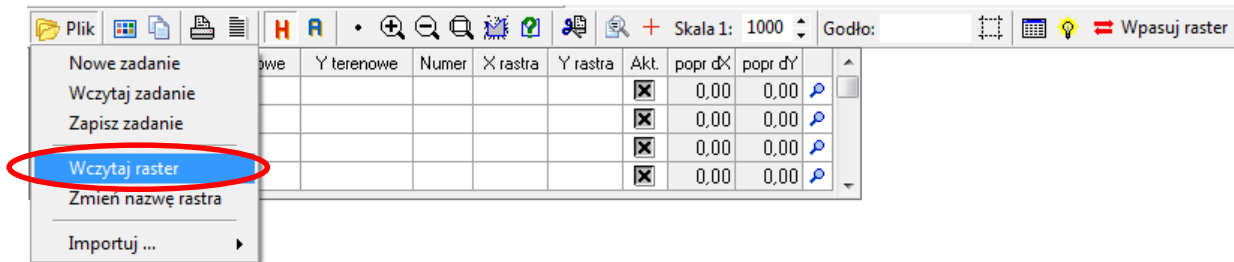 Plik H A Skala 1: 1000 Godło: Wpasuj raster
Nowe zadanie
Wczytaj zadanie
Zapisz zadanie
Wczytaj raster
Zmień nazwę rastra
Importuj ...
owe Y terenowe Numer X rastra Y rastra Akt. popr dX popr dY
0,00 0,00
0,00 0,00
0,00 0,00
0,00 0,00